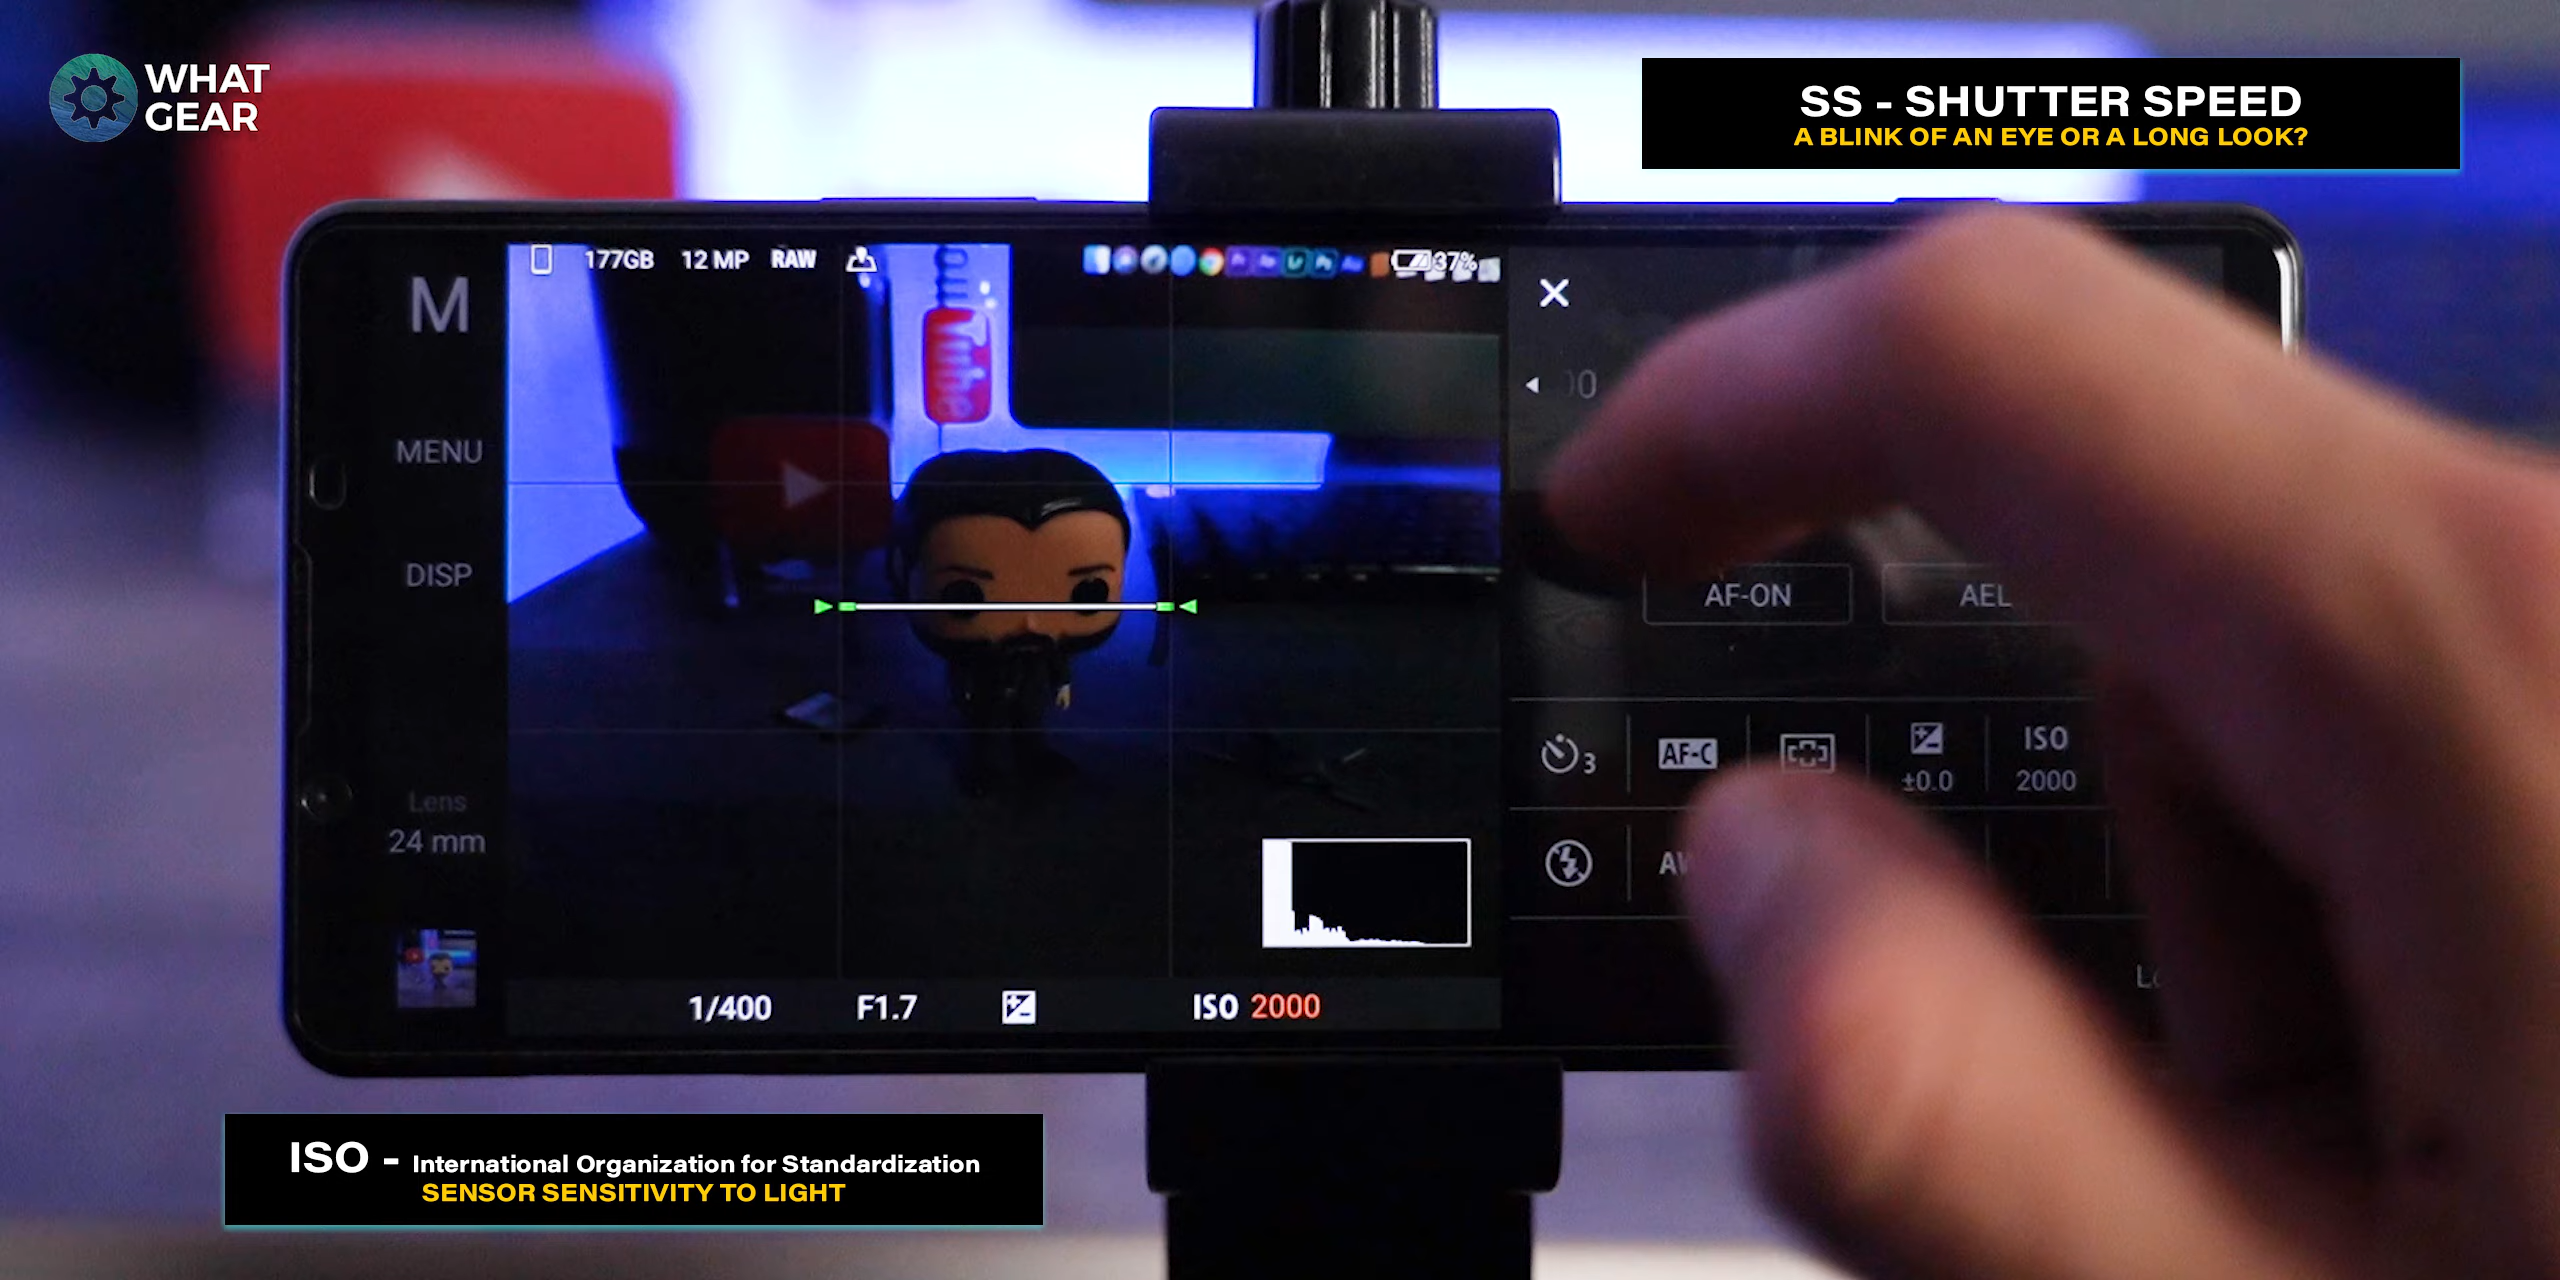 WHAT
GEAR
SS - SHUTTER SPEED
A BLINK OF AN EYE OR A LONG LOOK?
M
177GB 12 MP RAW
37%
Tube
MENU
DISP
AF-ON
AEL
AF-C
3
±0.0
ISO
2000
Lens
24 mm
1/400 F1.7 ISO 2000
ISO - International Organization for Standardization
SENSOR SENSITIVITY TO LIGHT